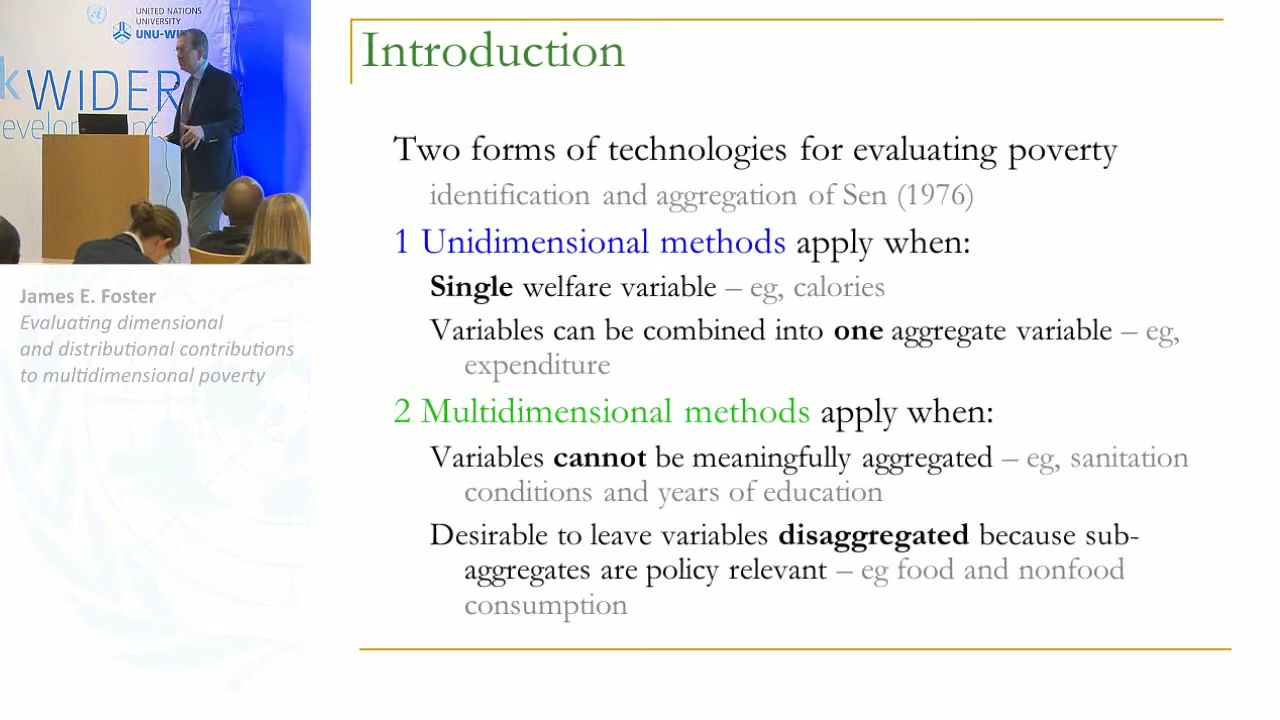 UNITED NATIONS
UNIVERSITY
UNU-WI
k WIDER
evelopment
James E. Foster
Evaluating dimensional
and distributional contributions
to multidimensional poverty
Introduction
Two forms of technologies for evaluating poverty
identification and aggregation of Sen (1976)
1 Unidimensional methods apply when:
Single welfare variable – eg, calories
Variables can be combined into one aggregate variable – eg,
expenditure
2 Multidimensional methods apply when:
Variables cannot be meaningfully aggregated – eg, sanitation
conditions and years of education
Desirable to leave variables disaggregated because sub-
aggregates are policy relevant – eg food and nonfood
consumption